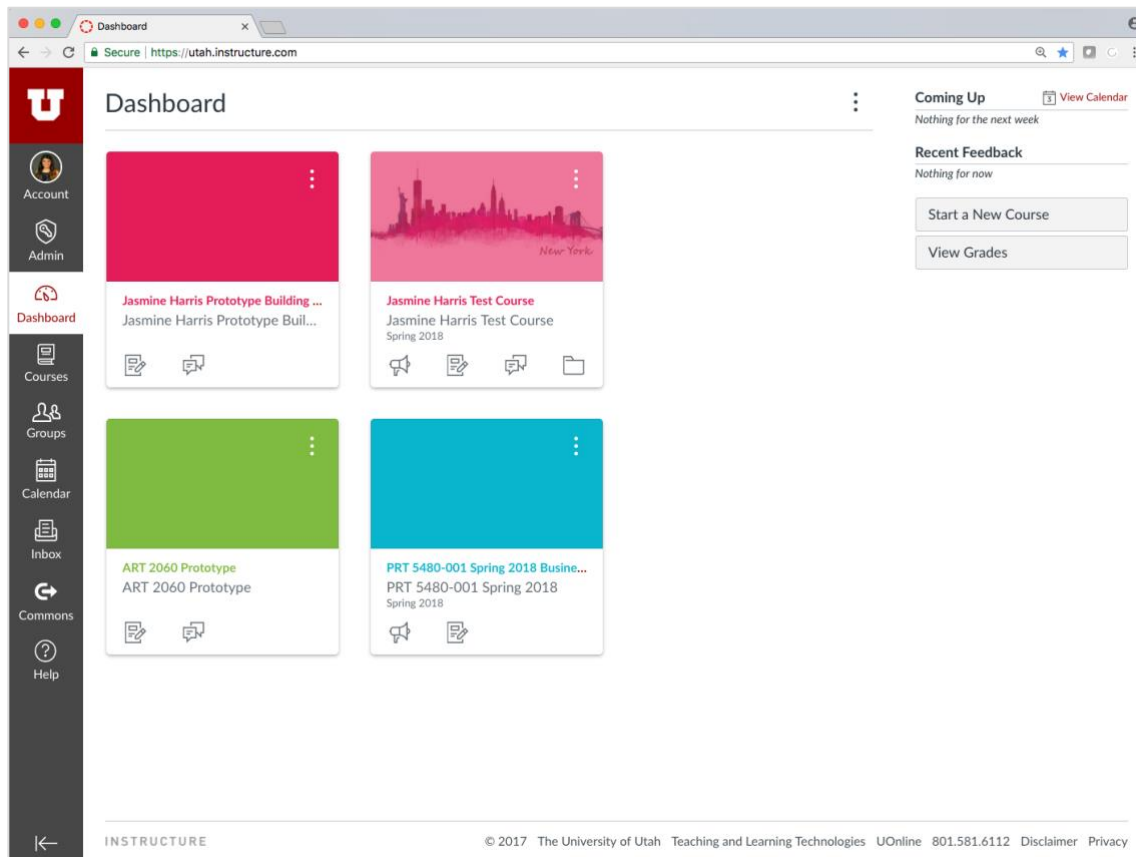 Dashboard
Secure | https://utah.instructure.com
U
Account
Admin
Dashboard
Courses
Groups
Calendar
Inbox
Commons
Help
Dashboard
New York
Jasmine Harris Prototype Building ...
Jasmine Harris Prototype Buil...
Jasmine Harris Test Course
Jasmine Harris Test Course
Spring 2018
ART 2060 Prototype
ART 2060 Prototype
PRT 5480-001 Spring 2018 Busine...
PRT 5480-001 Spring 2018
Spring 2018
Coming Up
View Calendar
Nothing for the next week
Recent Feedback
Nothing for now
Start a New Course
View Grades
INSTRUCTURE
© 2017 The University of Utah Teaching and Learning Technologies UOnline 801.581.6112 Disclaimer Privacy